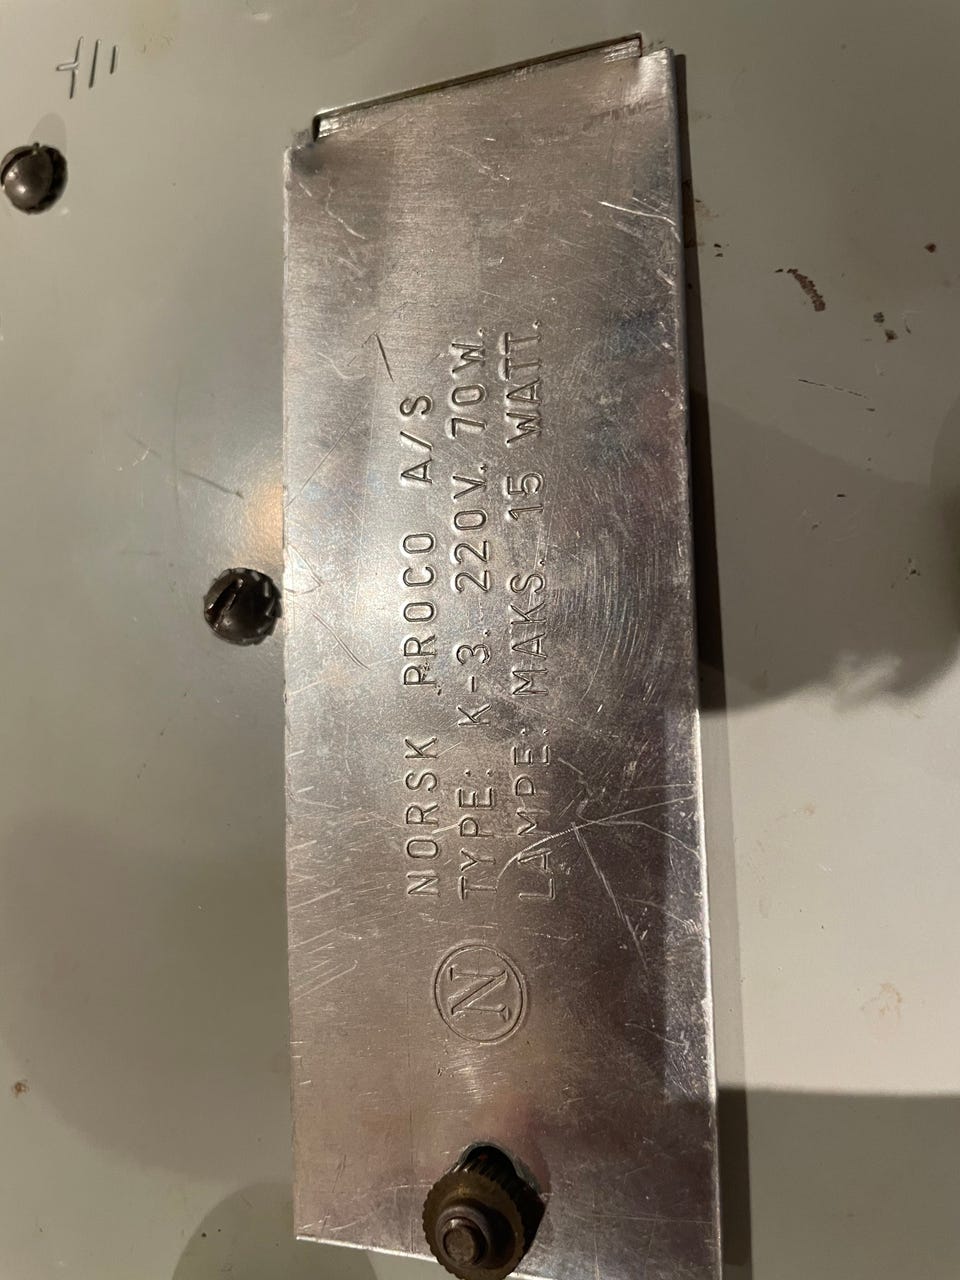 NORSK PROCO A/S
TYPE: K-3. 220V. 70W.
LAMPE: MAKS. 15 WATT.
N